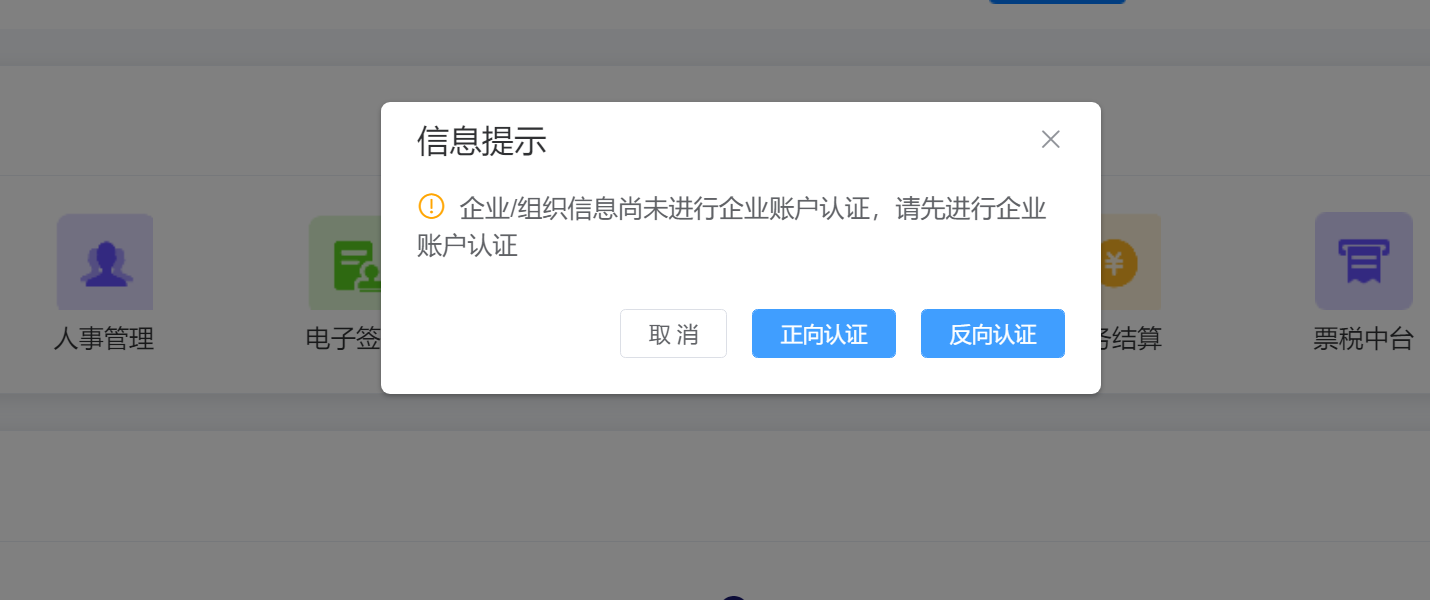 信息提示
企业/组织信息尚未进行企业账户认证，请先进行企业
账户认证
取 消
正向认证
反向认证
人事管理
电子签
务结算
票税中台